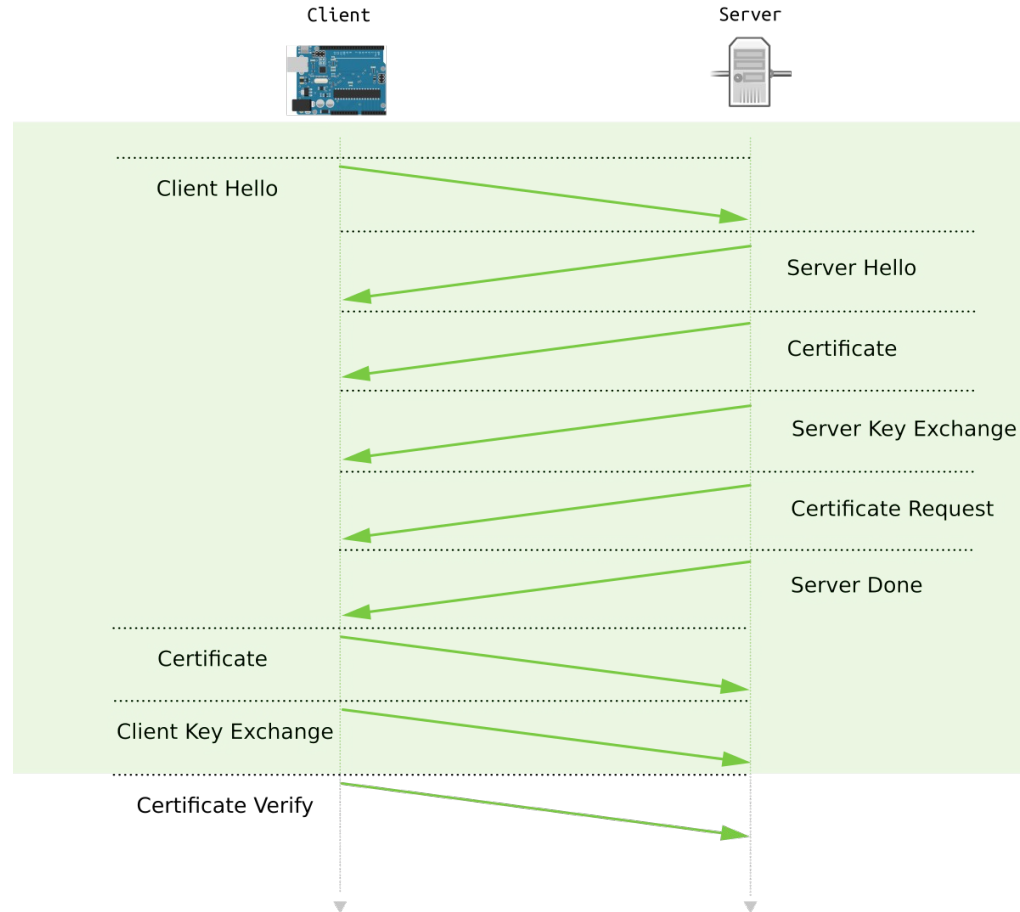 Client
Server
Client Hello
Server Hello
Certificate
Server Key Exchange
Certificate Request
Server Done
Certificate
Client Key Exchange
Certificate Verify